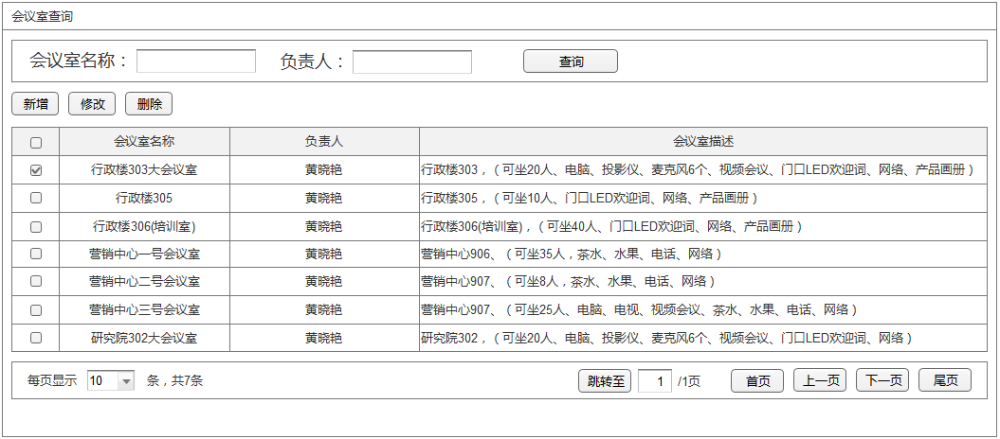 会议室查询
会议室名称： 负责人： 查询
新增 修改 删除
会议室名称 负责人 会议室描述
行政楼303大会议室 黄晓艳 行政楼303，（可坐20人、电脑、投影仪、麦克风6个、视频会议、门口LED欢迎词、网络、产品画册）
行政楼305 黄晓艳 行政楼305，（可坐10人、门口LED欢迎词、网络、产品画册）
行政楼306(培训室) 黄晓艳 行政楼306(培训室)，（可坐40人、门口LED欢迎词、网络、产品画册）
营销中心一号会议室 黄晓艳 营销中心906、（可坐35人，茶水、水果、电话、网络）
营销中心二号会议室 黄晓艳 营销中心907、（可坐8人，茶水、水果、电话、网络）
营销中心三号会议室 黄晓艳 营销中心907、（可坐25人、电脑、电视、视频会议、茶水、水果、电话、网络）
研究院302大会议室 黄晓艳 研究院302，（可坐20人、电脑、投影仪、麦克风6个、视频会议、门口LED欢迎词、网络）
每页显示 10 条，共7条 跳转至 1 /1页 首页 上一页 下一页 尾页